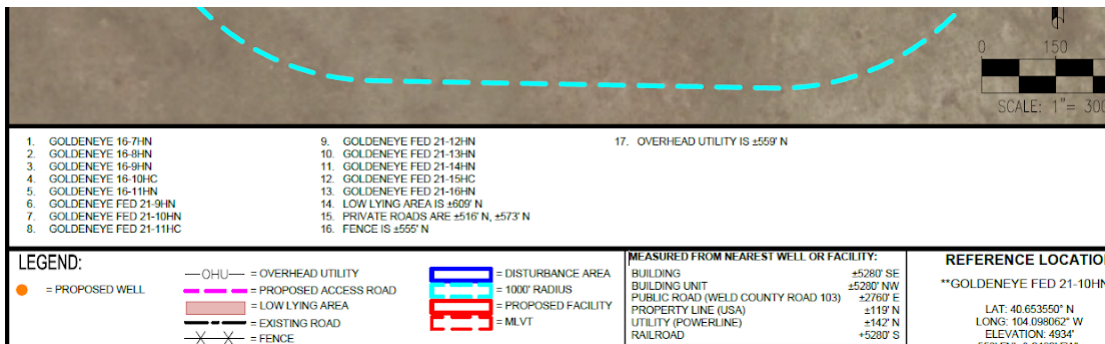 0 150
SCALE: 1"= 300
1. GOLDENEYE 16-7HN
2. GOLDENEYE 16-8HN
3. GOLDENEYE 16-9HN
4. GOLDENEYE 16-10HC
5. GOLDENEYE 16-11HN
6. GOLDENEYE FED 21-9HN
7. GOLDENEYE FED 21-10HN
8. GOLDENEYE FED 21-11HC
9. GOLDENEYE FED 21-12HN
10. GOLDENEYE FED 21-13HN
11. GOLDENEYE FED 21-14HN
12. GOLDENEYE FED 21-15HC
13. GOLDENEYE FED 21-16HN
14. LOW LYING AREA IS ±609' N
15. PRIVATE ROADS ARE ±516' N, ±573' N
16. FENCE IS ±555' N
17. OVERHEAD UTILITY IS ±559' N
LEGEND:
= PROPOSED WELL
OHU = OVERHEAD UTILITY
= PROPOSED ACCESS ROAD
= LOW LYING AREA
= EXISTING ROAD
= FENCE
= DISTURBANCE AREA
= 1000' RADIUS
= PROPOSED FACILITY
= MLVT
MEASURED FROM NEAREST WELL OR FACILITY:
BUILDING ±5280' SE
BUILDING UNIT ±5280' NW
PUBLIC ROAD (WELD COUNTY ROAD 103) ±2760' E
PROPERTY LINE (USA) ±119' N
UTILITY (POWERLINE) ±142' N
RAILROAD +5280' S
REFERENCE LOCATION
**GOLDENEYE FED 21-10HN
LAT: 40.653550° N
LONG: 104.098062° W
ELEVATION: 4934'